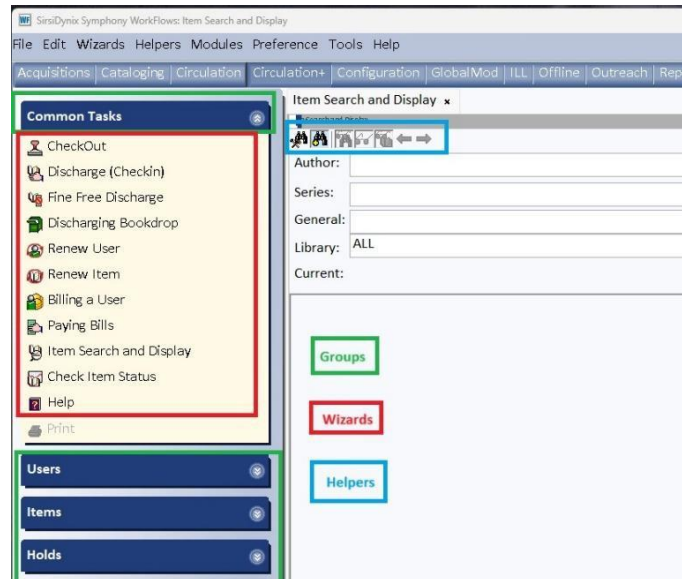 SirsiDynix Symphony WorkFlows: Item Search and Display
File Edit Wizards Helpers Modules Preference Tools Help
Acquisitions Cataloging Circulation Circulation+ Configuration GlobalMod ILL Offline Outreach Rep
Common Tasks
CheckOut
Discharge (Checkin)
Fine Free Discharge
Discharging Bookdrop
Renew User
Renew Item
Billing a User
Paying Bills
Item Search and Display
Check Item Status
Help
Print
Users
Items
Holds
Item Search and Display x
Author:
Series:
General:
Library: ALL
Current:
Groups
Wizards
Helpers